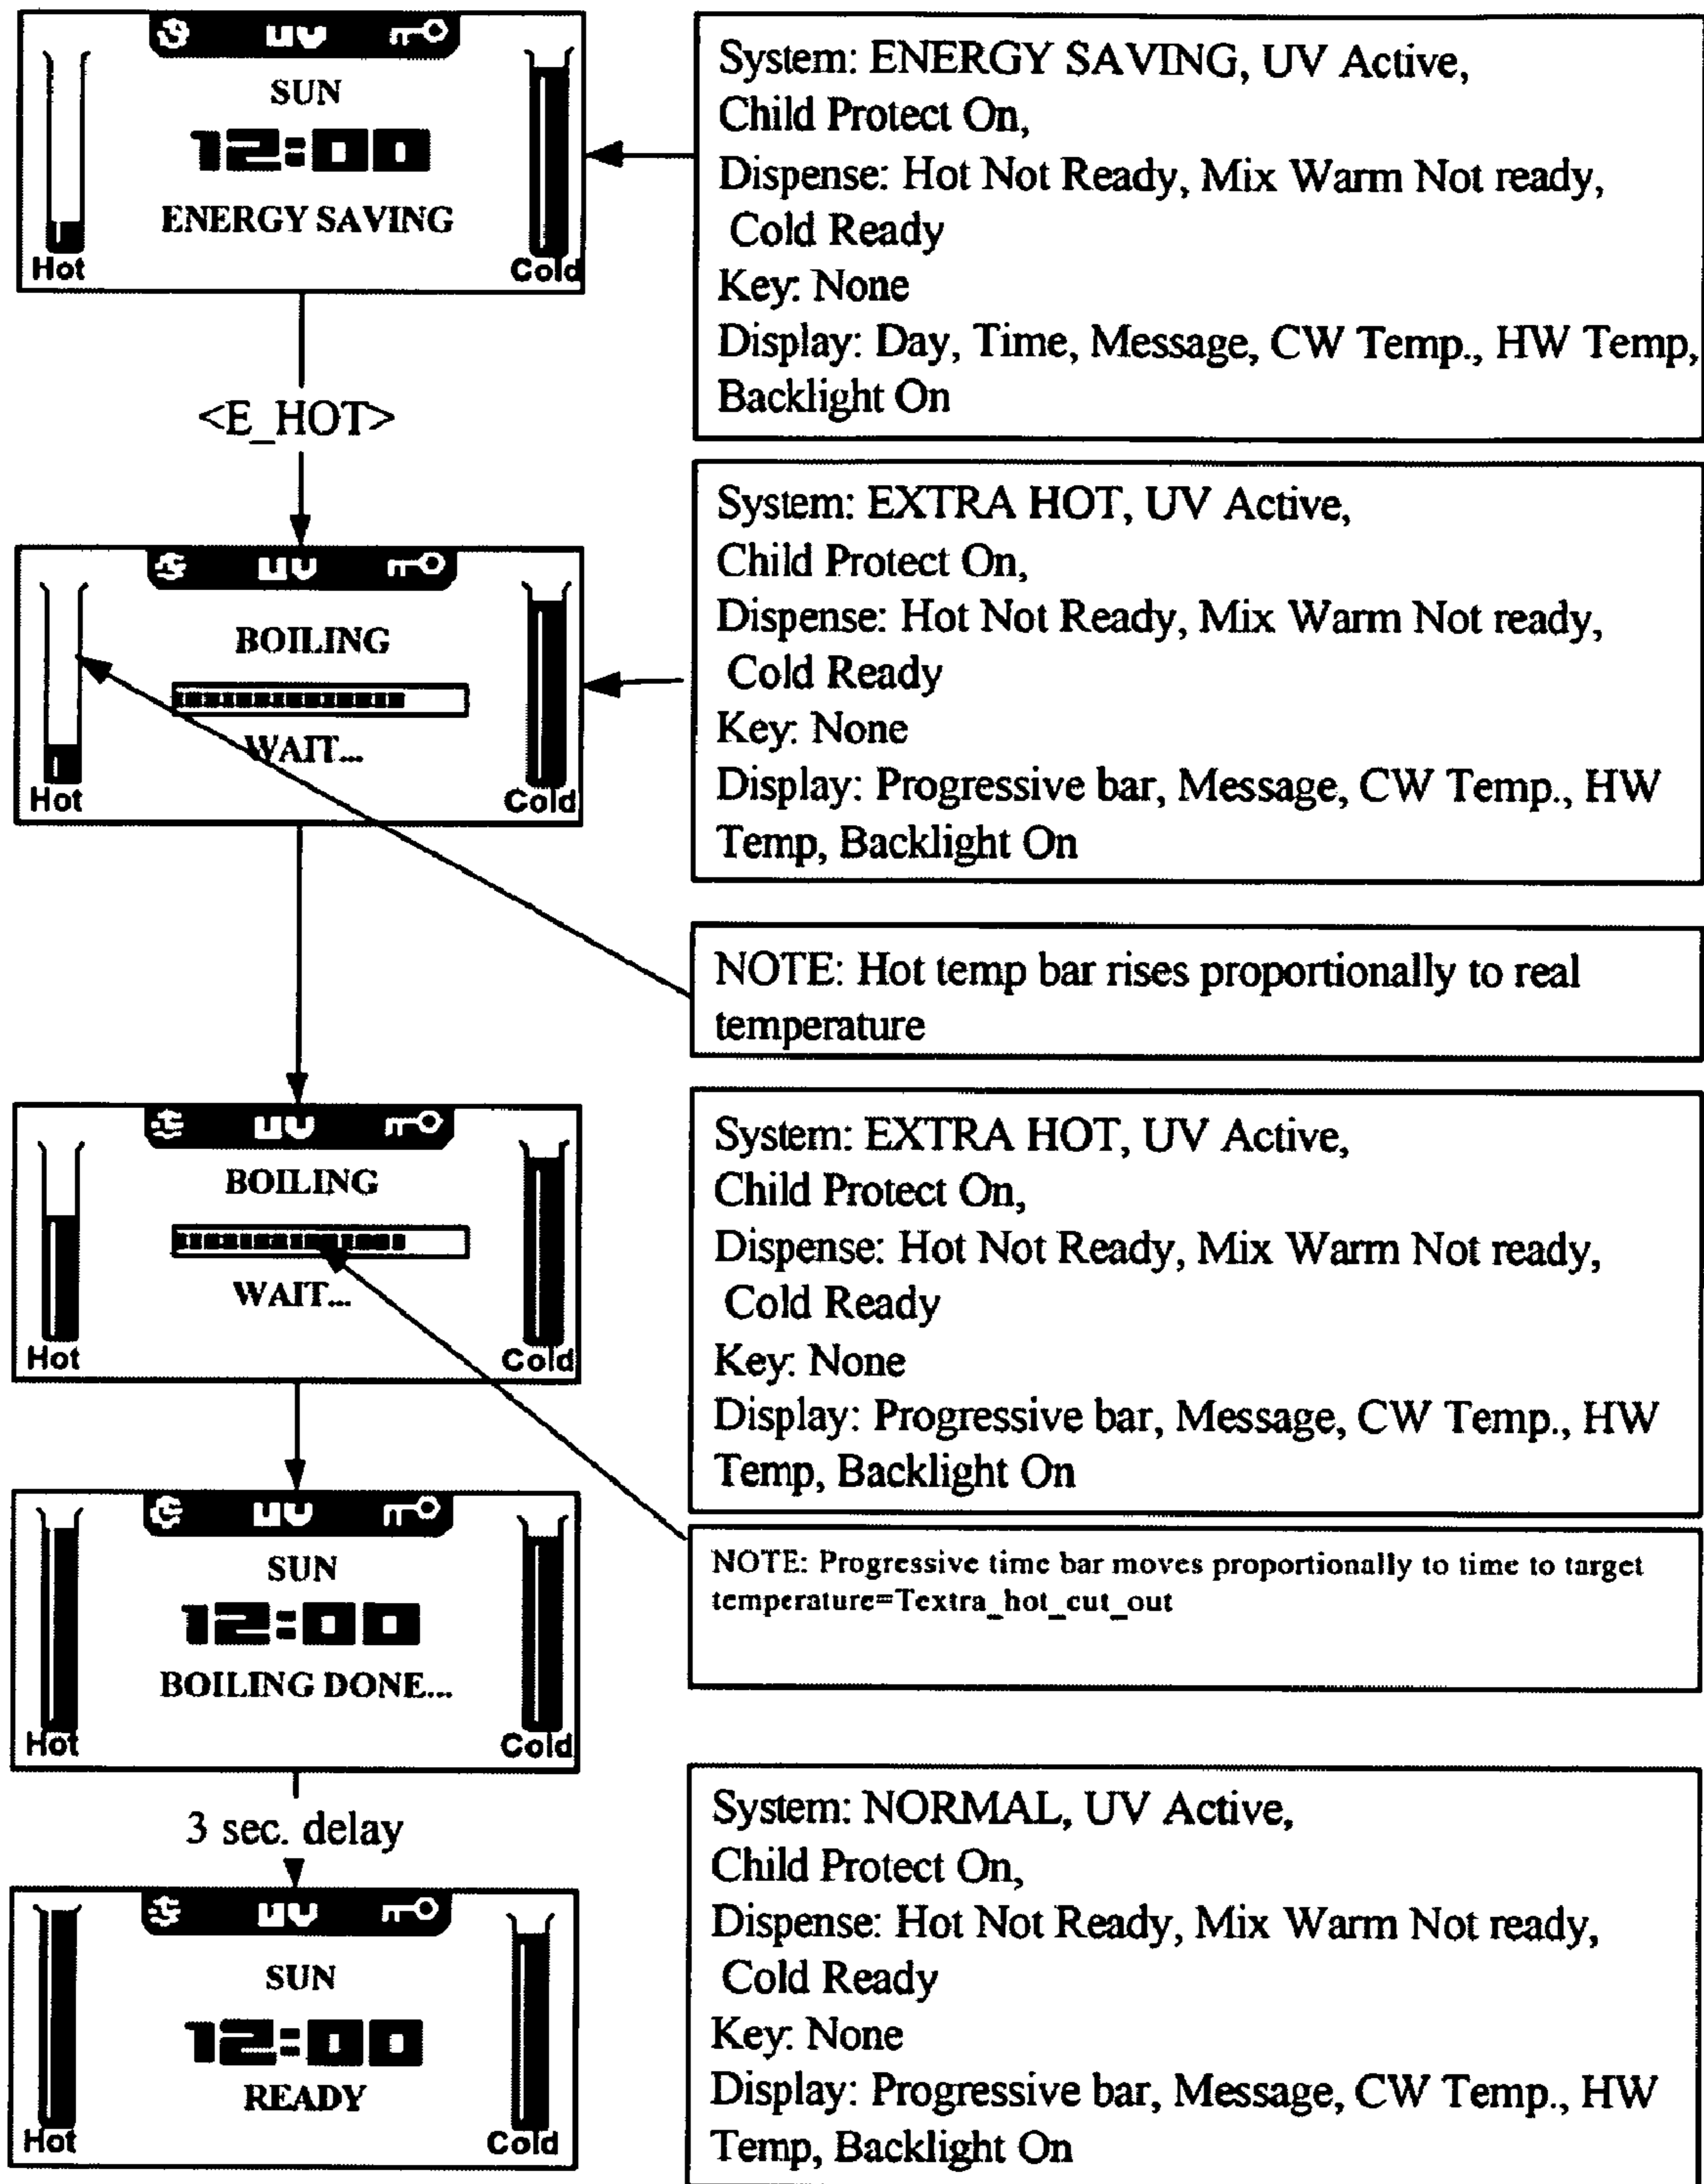 UV
SUN
12:00
ENERGY SAVING
Hot
Cold
System: ENERGY SAVING, UV Active,
Child Protect On,
Dispense: Hot Not Ready, Mix Warm Not ready,
Cold Ready
Key: None
Display: Day, Time, Message, CW Temp., HW Temp,
Backlight On
<E_HOT>
UV
BOILING
WAIT...
Hot
Cold
System: EXTRA HOT, UV Active,
Child Protect On,
Dispense: Hot Not Ready, Mix Warm Not ready,
Cold Ready
Key: None
Display: Progressive bar, Message, CW Temp., HW
Temp, Backlight On
NOTE: Hot temp bar rises proportionally to real
temperature
UV
BOILING
WAIT...
Hot
Cold
System: EXTRA HOT, UV Active,
Child Protect On,
Dispense: Hot Not Ready, Mix Warm Not ready,
Cold Ready
Key: None
Display: Progressive bar, Message, CW Temp., HW
Temp, Backlight On
NOTE: Progressive time bar moves proportionally to time to target
temperature=Textra_hot_cut_out
UV
SUN
12:00
BOILING DONE...
Hot
Cold
3 sec. delay
UV
SUN
12:00
READY
Hot
Cold
System: NORMAL, UV Active,
Child Protect On,
Dispense: Hot Not Ready, Mix Warm Not ready,
Cold Ready
Key: None
Display: Progressive bar, Message, CW Temp., HW
Temp, Backlight On